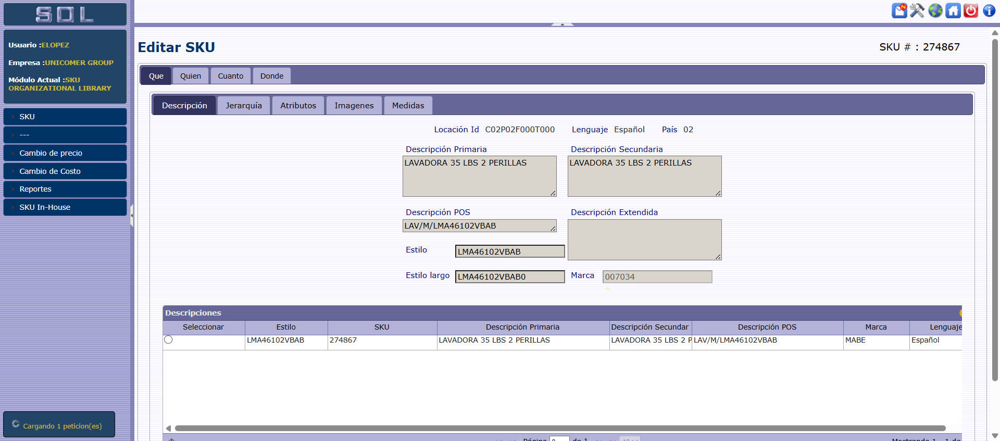 SOL
Usuario :ELOPEZ
Empresa :UNICOMER GROUP
Módulo Actual :SKU
ORGANIZATIONAL LIBRARY
SKU
---
Cambio de precio
Cambio de Costo
Reportes
SKU In-House
Cargando 1 peticion(es)
Editar SKU
SKU # : 274867
Que Quien Cuanto Donde
Descripción Jerarquía Atributos Imagenes Medidas
Locación Id C02P02F000T000 Lenguaje Español País 02
Descripción Primaria Descripción Secundaria
LAVADORA 35 LBS 2 PERILLAS LAVADORA 35 LBS 2 PERILLAS
Descripción POS Descripción Extendida
LAV/M/LMA46102VBAB
Estilo LMA46102VBAB
Estilo largo LMA46102VBAB0 Marca 007034
Descripciones
Seleccionar Estilo SKU Descripción Primaria Descripción Secundar Descripción POS Marca Lenguaje
LMA46102VBAB 274867 LAVADORA 35 LBS 2 PERILLAS LAVADORA 35 LBS 2 P LAV/M/LMA46102VBAB MABE Español
Página de 1 Mostrando 1 - 1 de